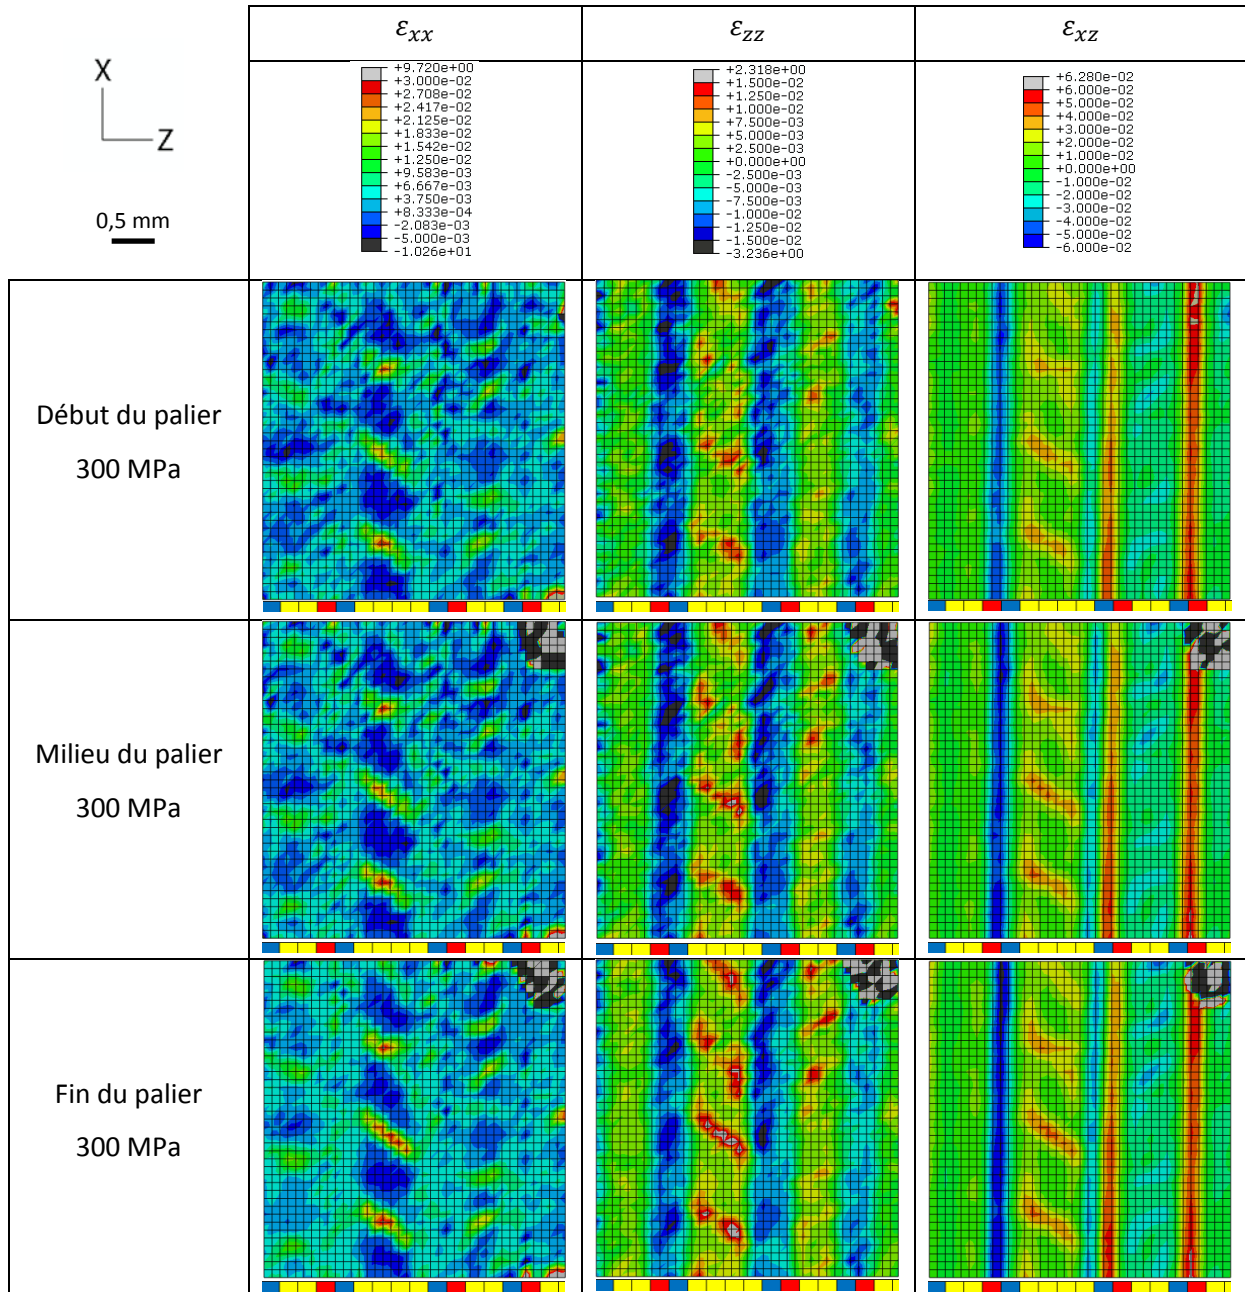 ε_xx
ε_zz
ε_xz
X
Z
0,5 mm
+9.720e+00
+3.000e-02
+2.708e-02
+2.417e-02
+2.125e-02
+1.833e-02
+1.542e-02
+1.250e-02
+9.583e-03
+6.667e-03
+3.750e-03
+8.333e-04
-2.083e-03
-5.000e-03
-1.026e+01
+2.318e+00
+1.500e-02
+1.250e-02
+1.000e-02
+7.500e-03
+5.000e-03
+2.500e-03
+0.000e+00
-2.500e-03
-5.000e-03
-7.500e-03
-1.000e-02
-1.250e-02
-1.500e-02
-3.236e+00
+6.280e-02
+6.000e-02
+5.000e-02
+4.000e-02
+3.000e-02
+2.000e-02
+1.000e-02
+0.000e+00
-1.000e-02
-2.000e-02
-3.000e-02
-4.000e-02
-5.000e-02
-6.000e-02
Début du palier
300 MPa
Milieu du palier
300 MPa
Fin du palier
300 MPa